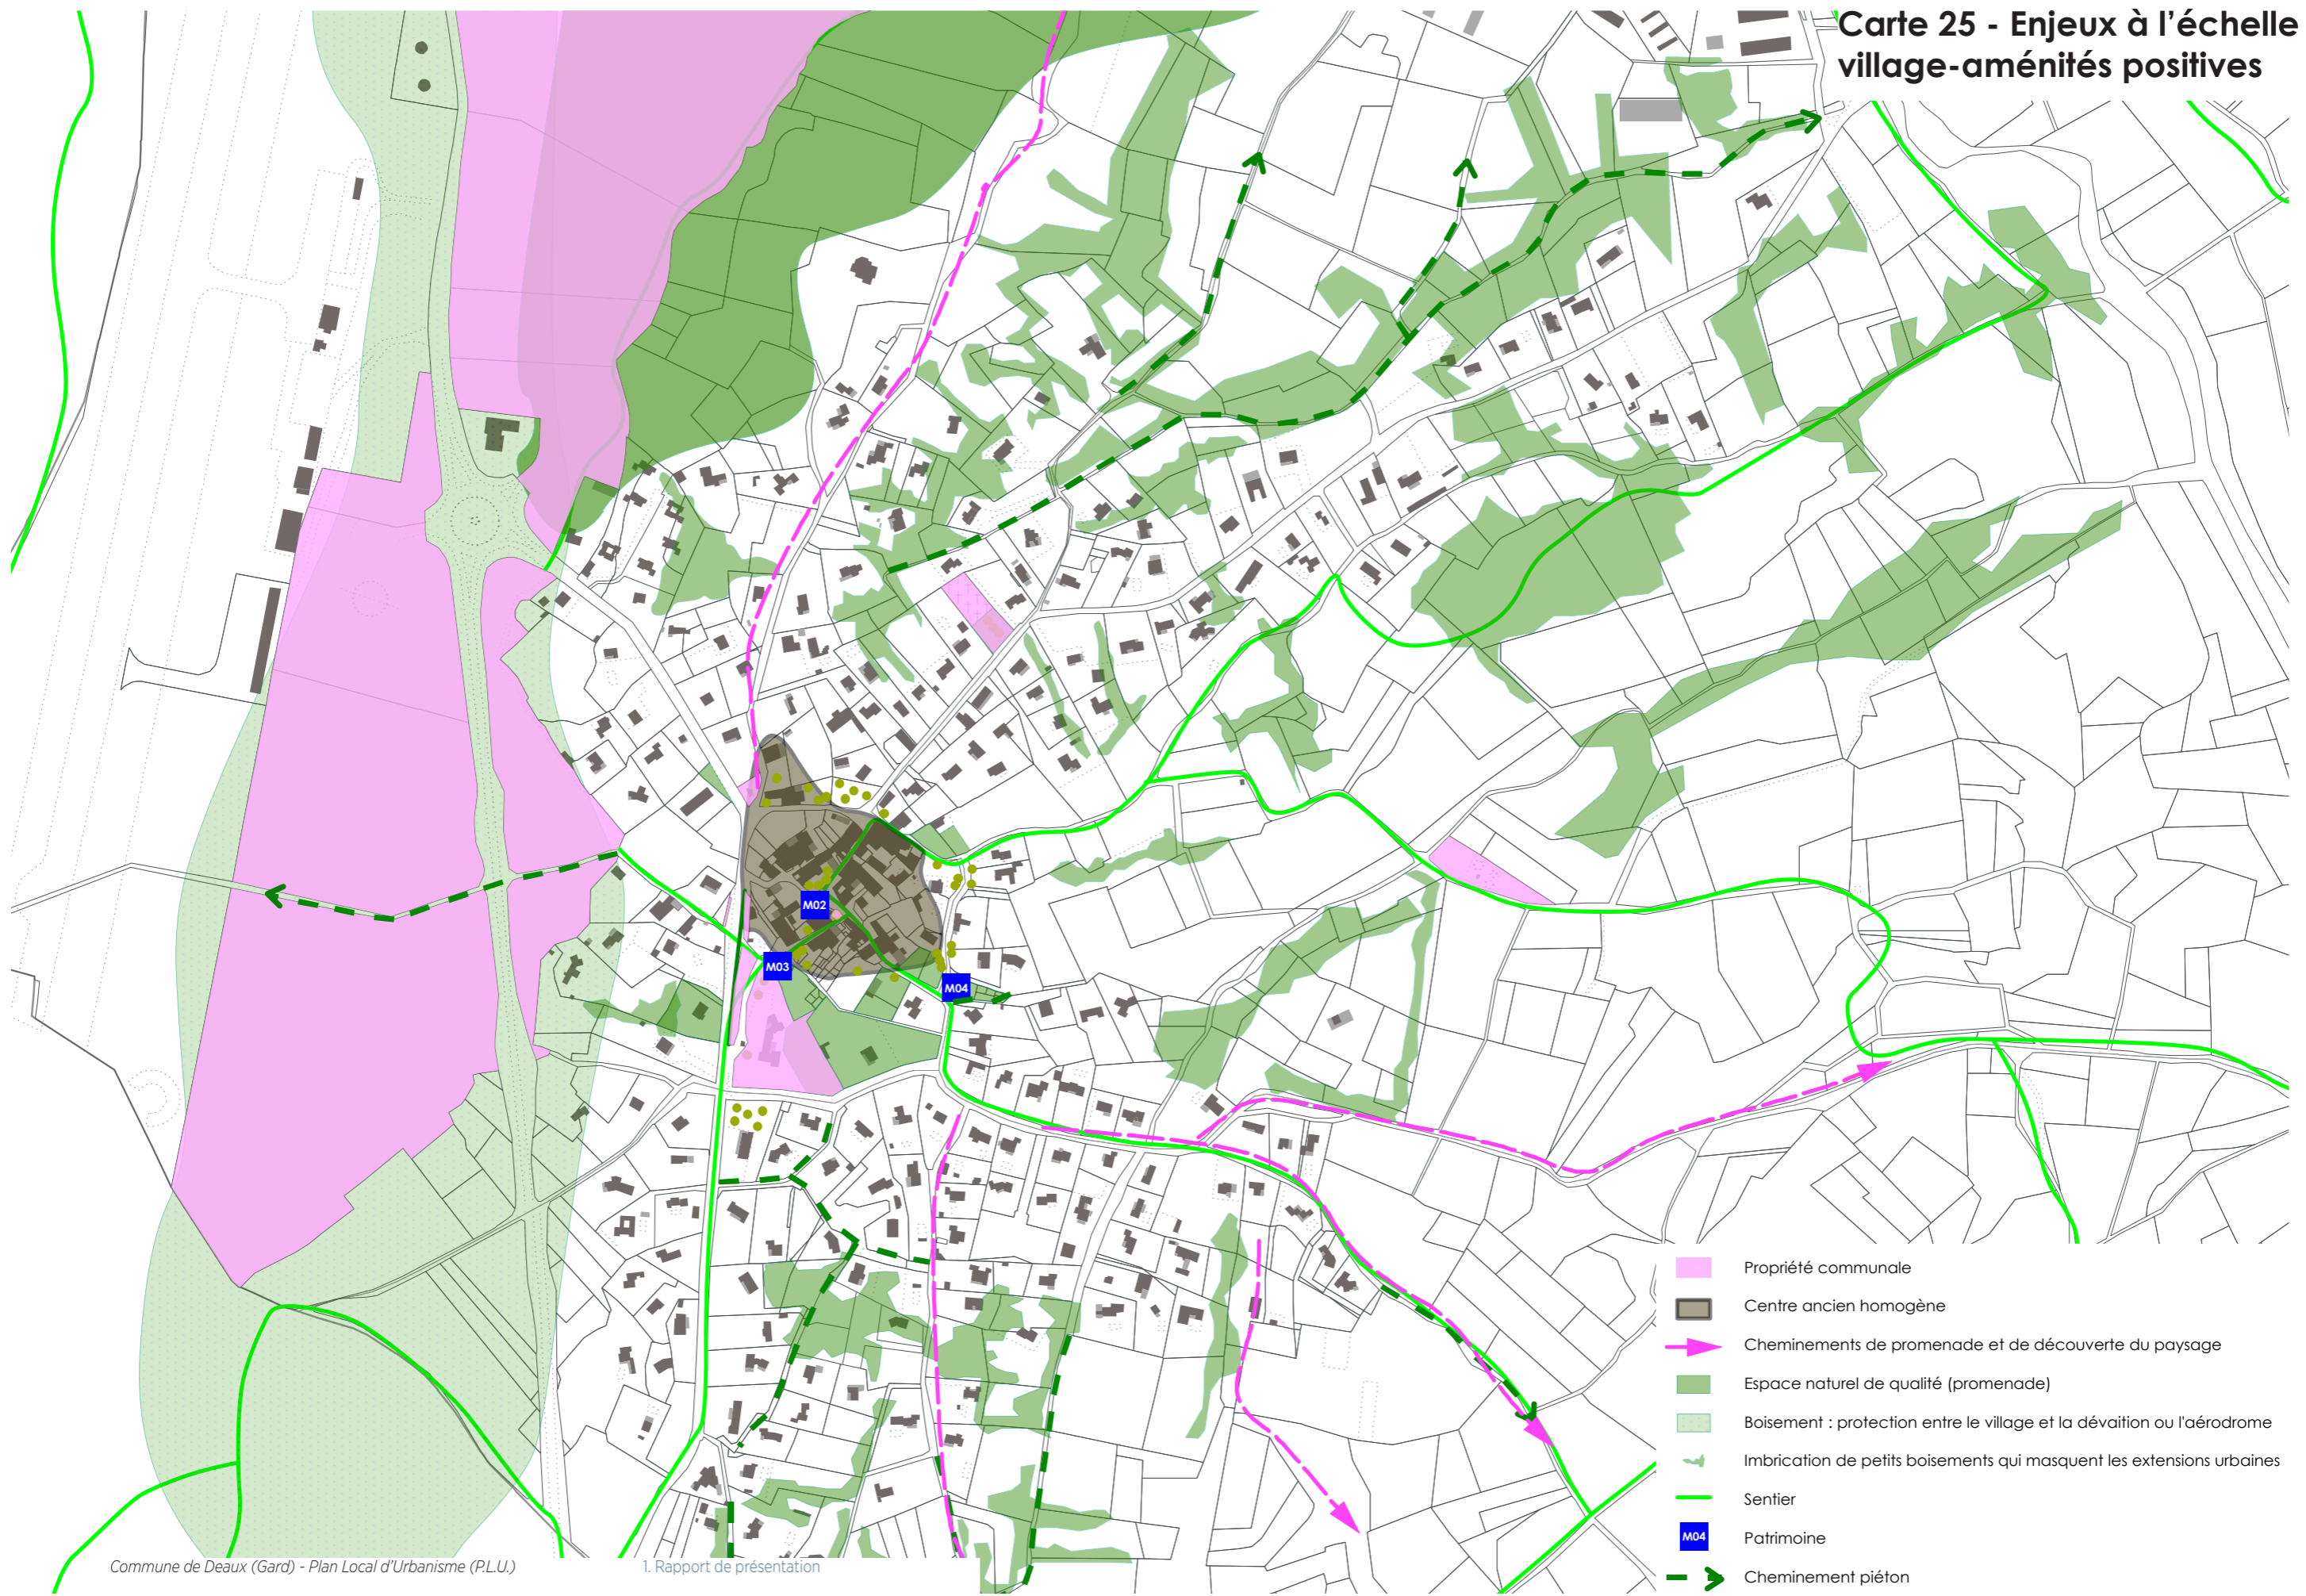 Carte 25 - Enjeux à l'échelle
village-aménités positives
M02
M03
M04
Propriété communale
Centre ancien homogène
Cheminements de promenade et de découverte du paysage
Espace naturel de qualité (promenade)
Boisement : protection entre le village et la dévaition ou l'aérodrome
Imbrication de petits boisements qui masquent les extensions urbaines
Sentier
M04 Patrimoine
Cheminement piéton
Commune de Deaux (Gard) - Plan Local d'Urbanisme (P.L.U.) 1. Rapport de présentation